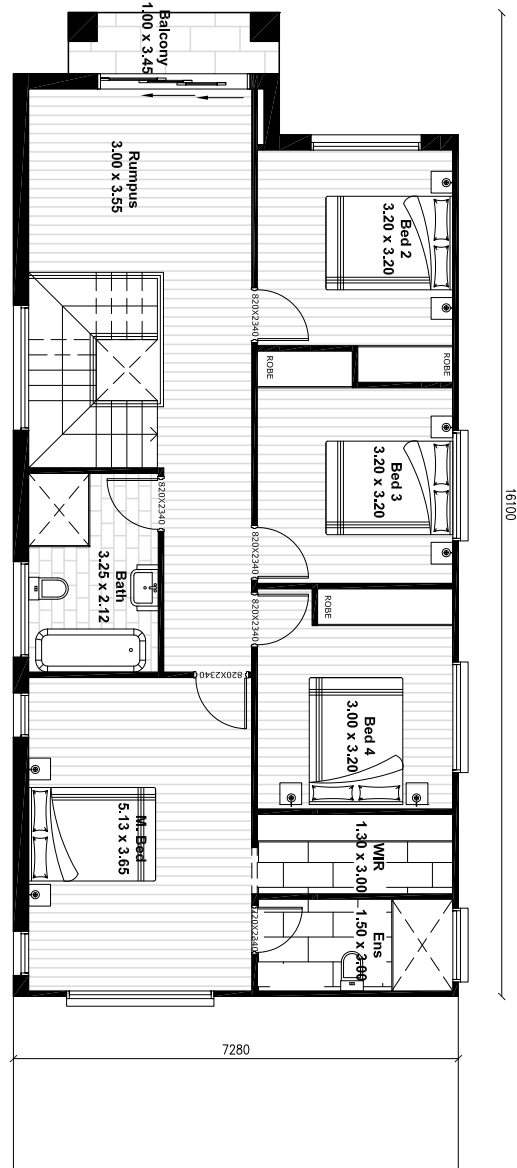 Balcony
1.00 x 3.45
Rumpus
3.00 x 3.55
Bed 2
3.20 x 3.20
820X2340
ROBE
ROBE
Bed 3
3.20 x 3.20
820X2340
820X2340
Bath
3.25 x 2.12
820X2340
ROBE
820X2340
Bed 4
3.00 x 3.20
M. Bed
5.13 x 3.65
WIR
1.30 x 3.00
Ens
1.50 x 3.00
720X2340
16100
7280